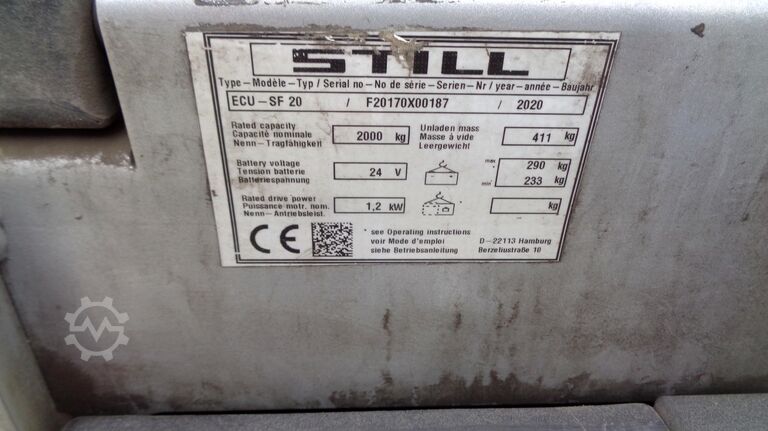 STILL
Type – Modèle – Typ / Serial no – No de série – Serien – Nr / year – année – Baujahr
ECU – SF 20 / F20170X00187 / 2020
Rated capacity
Capacité nominale
Nenn – Tragfähigkeit
2000 kg
Unladen mass
Masse à vide
Leergewicht
411 kg
Battery voltage
Tension batterie
Batteriespannung
24 V
max 290 kg
min 233 kg
Rated drive power
Puissance motr. nom.
Nenn – Antriebsleist.
1,2 kW
kg
CE
* see Operating instructions
voir Mode d'emploi
siehe Betriebsanleitung
D – 22113 Hamburg
Berzeliusstraße 10